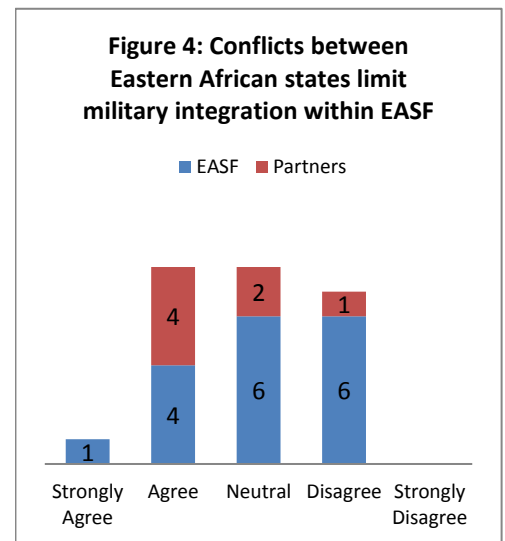 Figure 4: Conflicts between
Eastern African states limit
military integration within EASF
EASF Partners
4 2 1
1 4 6 6
Strongly Agree Neutral Disagree Strongly
Agree Disagree